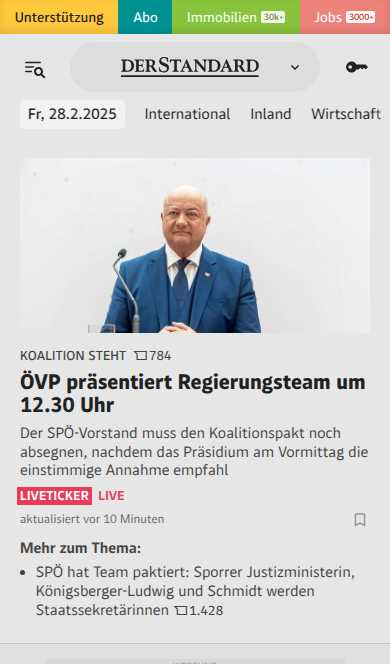 Unterstützung Abo Immobilien 30k+ Jobs 3000+
DERSTANDARD
Fr, 28.2.2025 International Inland Wirtschaft
KOALITION STEHT 784
ÖVP präsentiert Regierungsteam um
12.30 Uhr
Der SPÖ-Vorstand muss den Koalitionspakt noch
absegnen, nachdem das Präsidium am Vormittag die
einstimmige Annahme empfahl
LIVETICKER LIVE
aktualisiert vor 10 Minuten
Mehr zum Thema:
• SPÖ hat Team paktiert: Sporrer Justizministerin,
Königsberger-Ludwig und Schmidt werden
Staatssekretärinnen 1.428